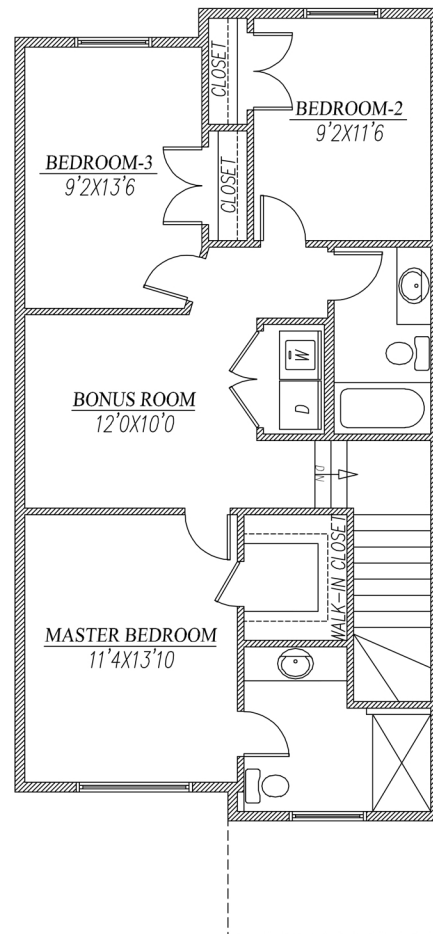 CLOSET
BEDROOM-2
9'2X11'6
BEDROOM-3
9'2X13'6
CLOSET
W
D
BONUS ROOM
12'0X10'0
DN
WALK-IN CLOSET
MASTER BEDROOM
11'4X13'10